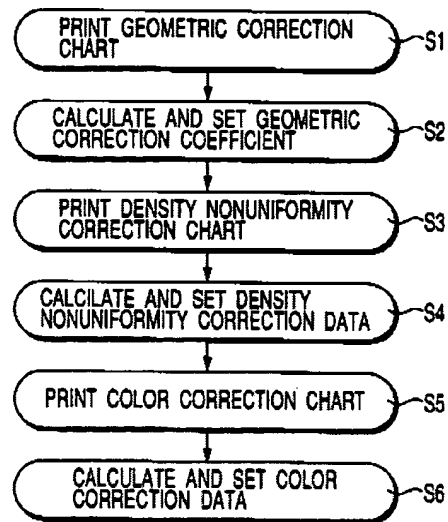 PRINT GEOMETRIC CORRECTION
CHART
S1
CALCULATE AND SET GEOMETRIC
CORRECTION COEFFICIENT
S2
PRINT DENSITY NONUNIFORMITY
CORRECTION CHART
S3
CALCILATE AND SET DENSITY
NONUNIFORMITY CORRECTION DATA
S4
PRINT COLOR CORRECTION CHART
S5
CALCULATE AND SET COLOR
CORRECTION DATA
S6